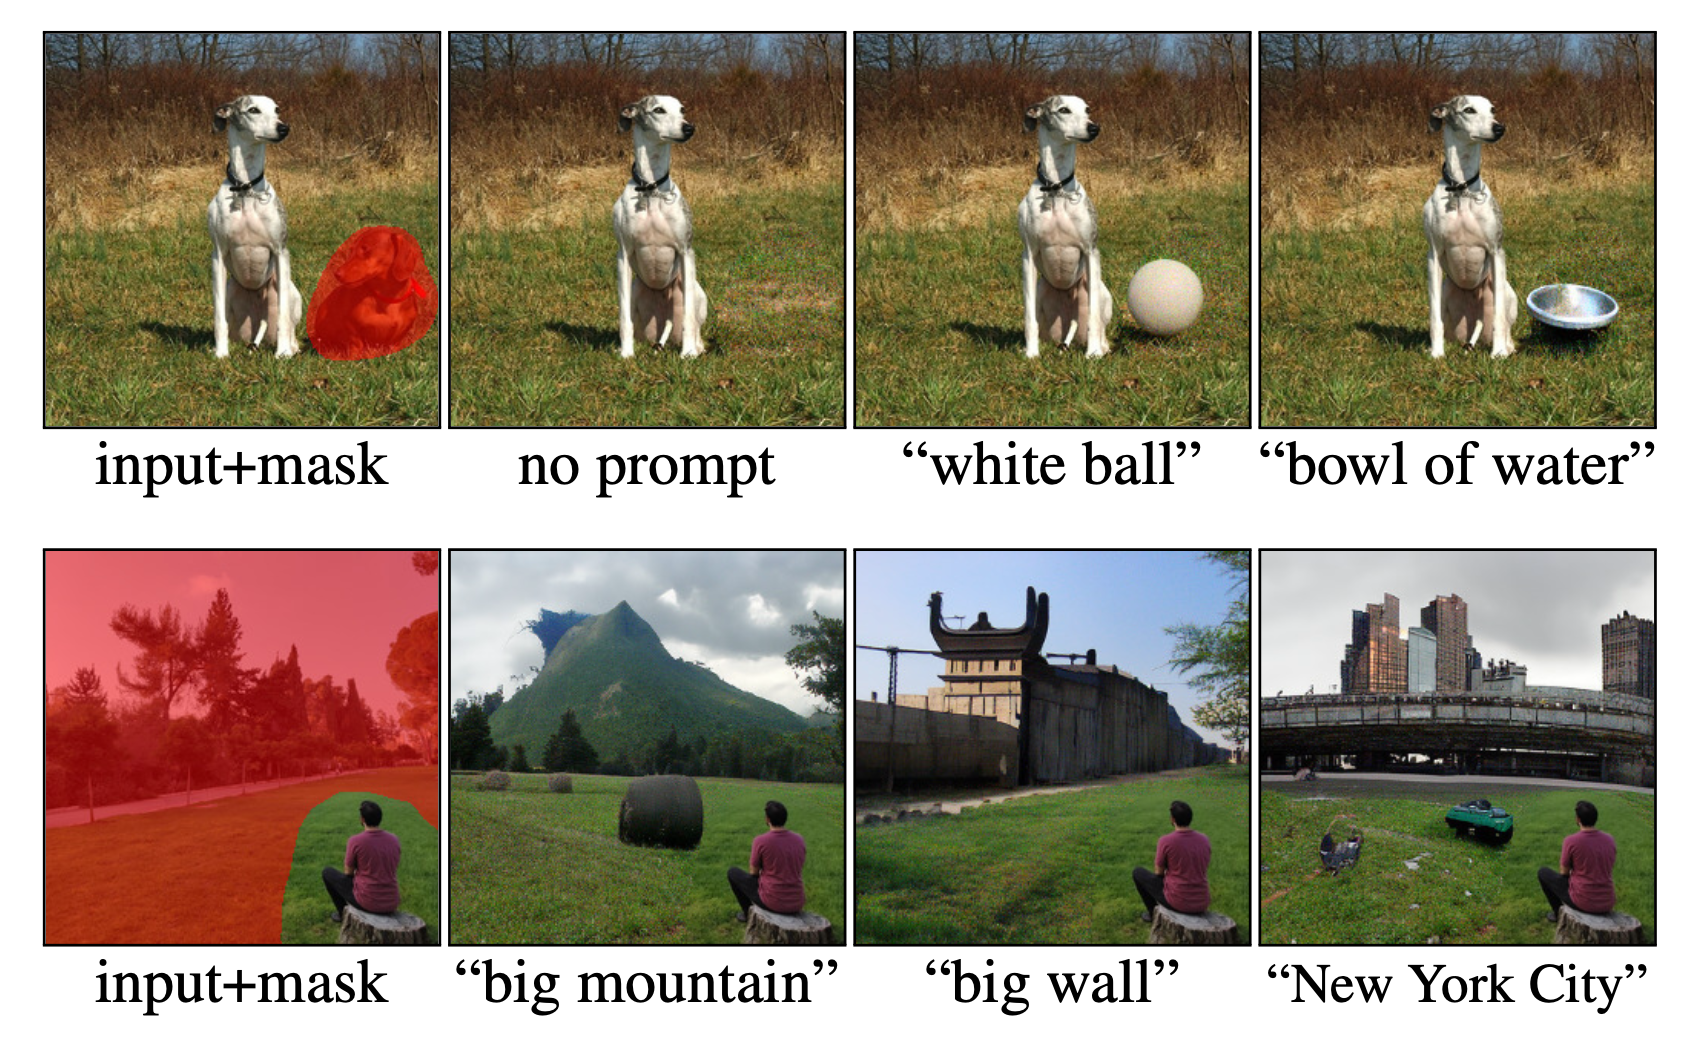 input+mask
no prompt
“white ball”
“bowl of water”
input+mask
“big mountain”
“big wall”
“New York City”